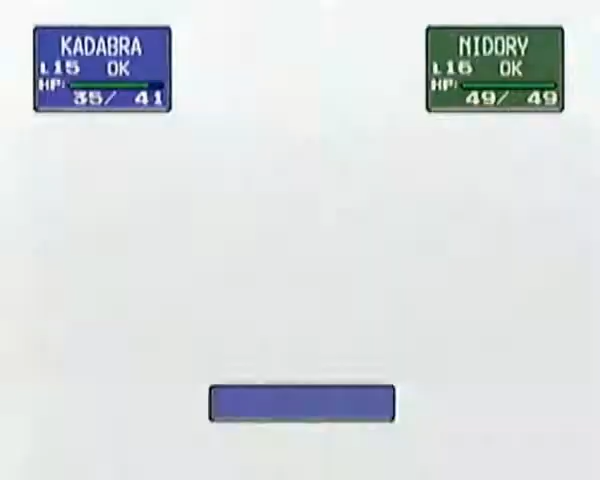 KADABRA
L15 OK
HP:
35/ 41
NIDORY
L16 OK
HP:
49/ 49